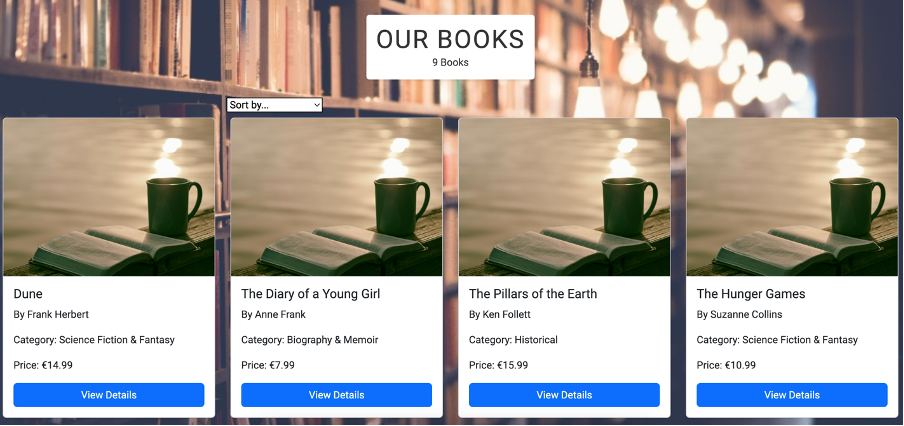 OUR BOOKS
9 Books
Sort by...
Dune
By Frank Herbert
Category: Science Fiction & Fantasy
Price: €14.99
View Details
The Diary of a Young Girl
By Anne Frank
Category: Biography & Memoir
Price: €7.99
View Details
The Pillars of the Earth
By Ken Follett
Category: Historical
Price: €15.99
View Details
The Hunger Games
By Suzanne Collins
Category: Science Fiction & Fantasy
Price: €10.99
View Details